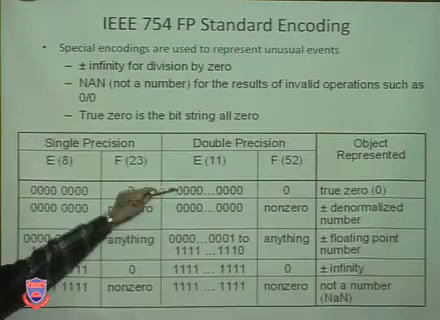 IEEE 754 FP Standard Encoding
• Special encodings are used to represent unusual events
– ± infinity for division by zero
– NAN (not a number) for the results of invalid operations such as
0/0
– True zero is the bit string all zero
Single Precision Double Precision Object
Represented
E (8) F (23) E (11) F (52)
0000 0000 0000...0000 0 true zero (0)
0000 0000 nonzero 0000...0000 nonzero ± denormalized
number
anything 0000...0001 to
1111 ...1110 anything ± floating point
number
0 1111 ... 1111 0 ± infinity
1111 nonzero 1111 ... 1111 nonzero not a number
(NaN)